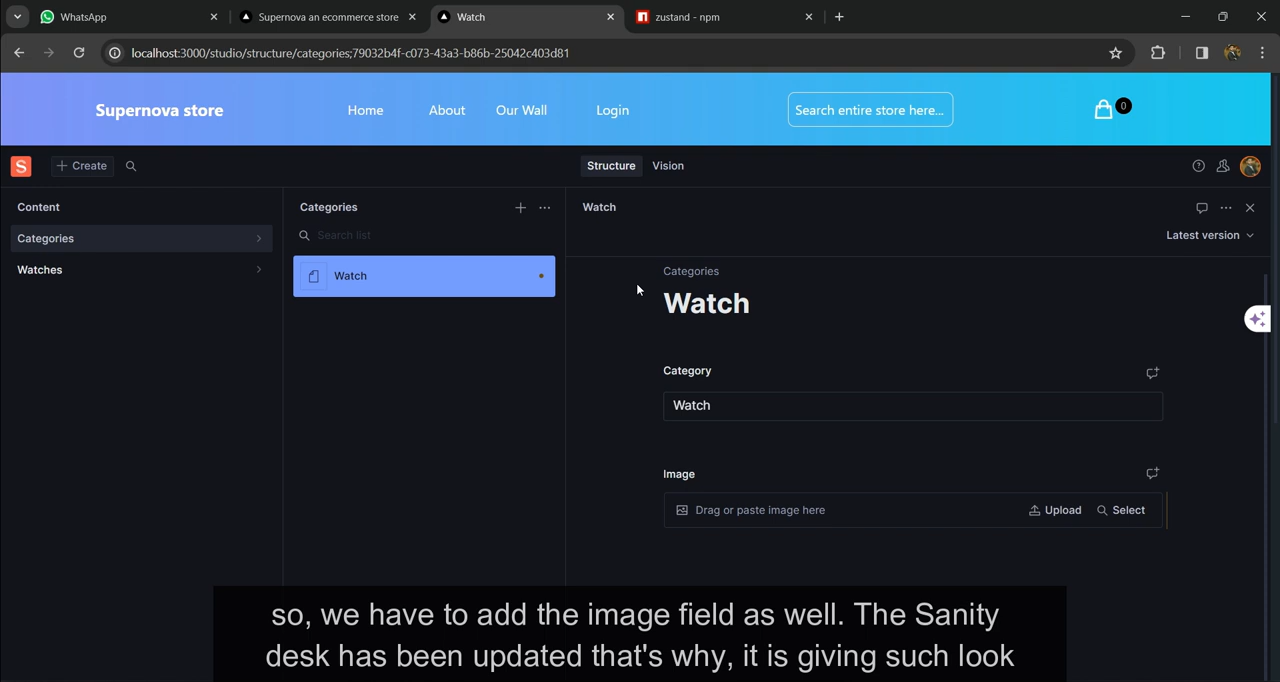 WhatsApp
Supernova an ecommerce store
Watch
zustand - npm
localhost:3000/studio/structure/categories;79032b4f-c073-43a3-b86b-25042c403d81
Supernova store
Home
About
Our Wall
Login
Search entire store here...
0
S
+ Create
Structure
Vision
Content
Categories
Watches
Categories
Search list
Watch
Watch
Latest version
Categories
Watch
Category
Watch
Image
Drag or paste image here
Upload
Select
so, we have to add the image field as well. The Sanity
desk has been updated that's why, it is giving such look